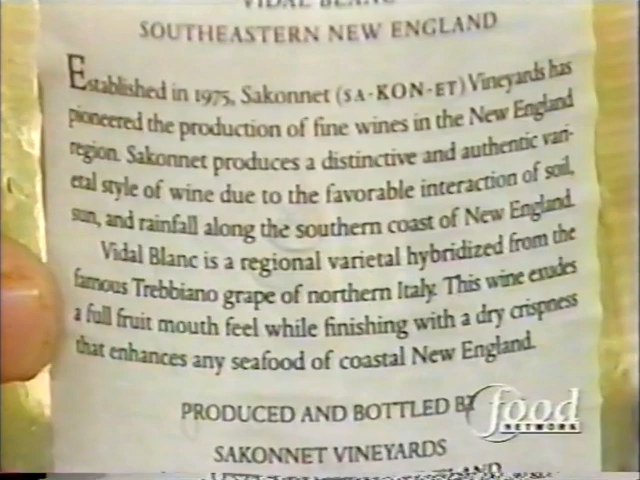 VIDAL BLANC
SOUTHEASTERN NEW ENGLAND
Established in 1975, Sakonnet (SA-KON-ET) Vineyards has
pioneered the production of fine wines in the New England
region. Sakonnet produces a distinctive and authentic vari-
etal style of wine due to the favorable interaction of soil,
sun, and rainfall along the southern coast of New England.
Vidal Blanc is a regional varietal hybridized from the
famous Trebbiano grape of northern Italy. This wine exudes
a full fruit mouth feel while finishing with a dry crispness
that enhances any seafood of coastal New England.
PRODUCED AND BOTTLED BY
SAKONNET VINEYARDS
food
NETWORK